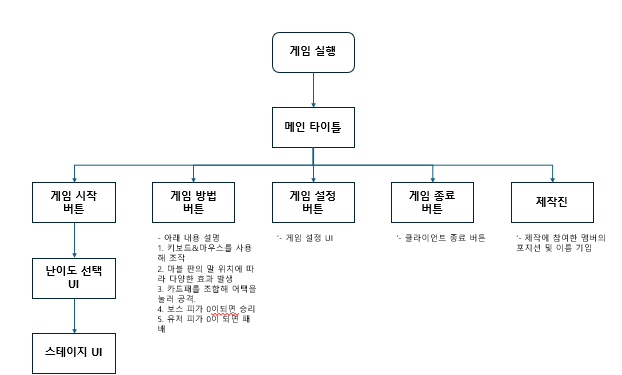 게임 실행
메인 타이틀
게임 시작
버튼
게임 방법
버튼
게임 설정
버튼
게임 종료
버튼
제작진
- 아래 내용 설명
1. 키보드&마우스를 사용
해 조작
2. 마블 판의 말 위치에 따
라 다양한 효과 발생
3. 카드패를 조합해 어택을
눌러 공격.
4. 보스 피가 0이되면 승리
5. 유저 피가 0이 되면 패
배
'- 게임 설정 UI
'- 클라이언트 종료 버튼
'- 제작에 참여한 멤버의
포지션 및 이름 기입
난이도 선택
UI
스테이지 UI